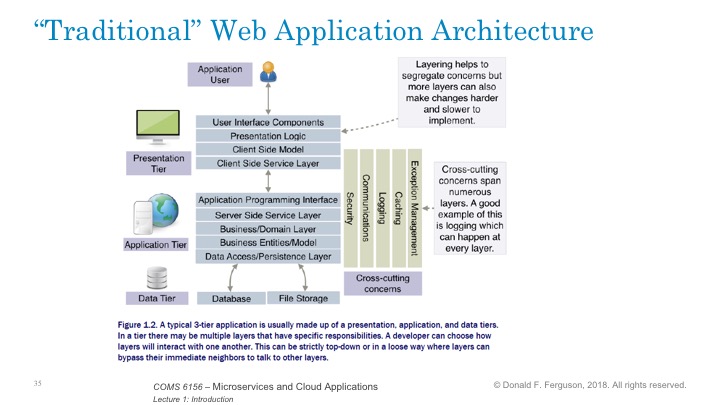 “Traditional” Web Application Architecture
Application
User
Layering helps to
segregate concerns but
more layers can also
make changes harder
and slower to
implement.
User Interface Components
Presentation Logic
Client Side Model
Client Side Service Layer
Presentation
Tier
Application Programming Interface
Server Side Service Layer
Business/Domain Layer
Business Entities/Model
Data Access/Persistence Layer
Application Tier
Security
Communications
Logging
Caching
Exception Management
Cross-cutting
concerns span
numerous
layers. A good
example of this
is logging which
can happen at
every layer.
Cross-cutting
concerns
Data Tier
Database
File Storage
Figure 1.2. A typical 3-tier application is usually made up of a presentation, application, and data tiers.
In a tier there may be multiple layers that have specific responsibilities. A developer can choose how
layers will interact with one another. This can be strictly top-down or in a loose way where layers can
bypass their immediate neighbors to talk to other layers.
35
COMS 6156 – Microservices and Cloud Applications
Lecture 1: Introduction
© Donald F. Ferguson, 2018. All rights reserved.